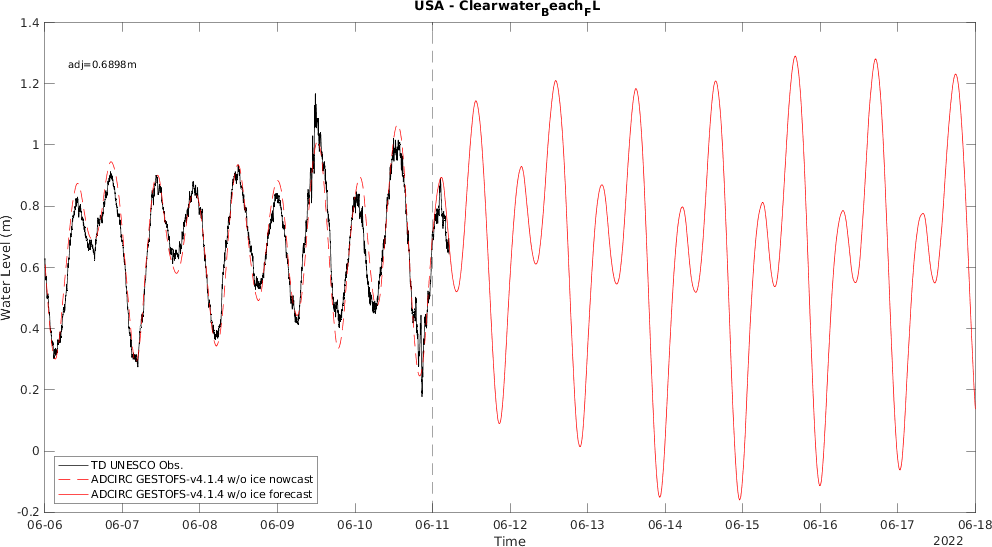 USA - Clearwater_Beach_FL
1.4
adj=0.6898m
1.2
1
0.8
0.6
0.4
0.2
0
-0.2
Water Level (m)
TD UNESCO Obs.
ADCIRC GESTOFS-v4.1.4 w/o ice nowcast
ADCIRC GESTOFS-v4.1.4 w/o ice forecast
06-06 06-07 06-08 06-09 06-10 06-11 06-12 06-13 06-14 06-15 06-16 06-17 06-18
Time
2022